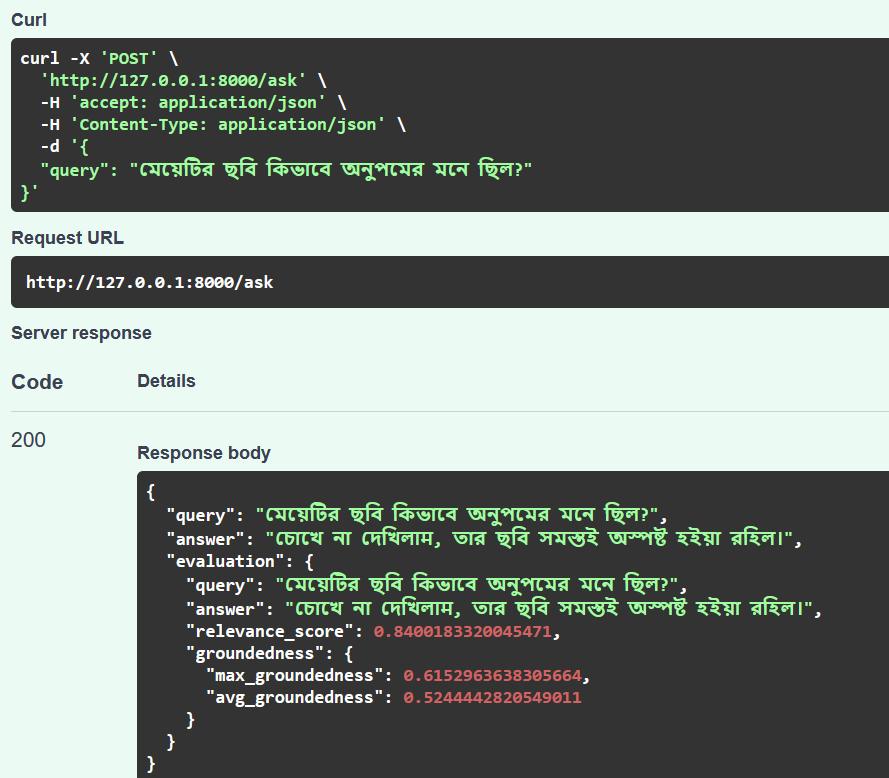 Curl
curl -X 'POST' \
  'http://127.0.0.1:8000/ask' \
  -H 'accept: application/json' \
  -H 'Content-Type: application/json' \
  -d '{
  "query": "মেয়েটির ছবি কিভাবে অনুপমের মনে ছিল?"
}'
Request URL
http://127.0.0.1:8000/ask
Server response
Code Details
200
Response body
{
  "query": "মেয়েটির ছবি কিভাবে অনুপমের মনে ছিল?",
  "answer": "চোখে না দেখিলাম, তার ছবি সমস্তই অস্পষ্ট হইয়া রহিল।",
  "evaluation": {
    "query": "মেয়েটির ছবি কিভাবে অনুপমের মনে ছিল?",
    "answer": "চোখে না দেখিলাম, তার ছবি সমস্তই অস্পষ্ট হইয়া রহিল।",
    "relevance_score": 0.8400183320045471,
    "groundedness": {
      "max_groundedness": 0.6152963638305664,
      "avg_groundedness": 0.5244442820549011
    }
  }
}